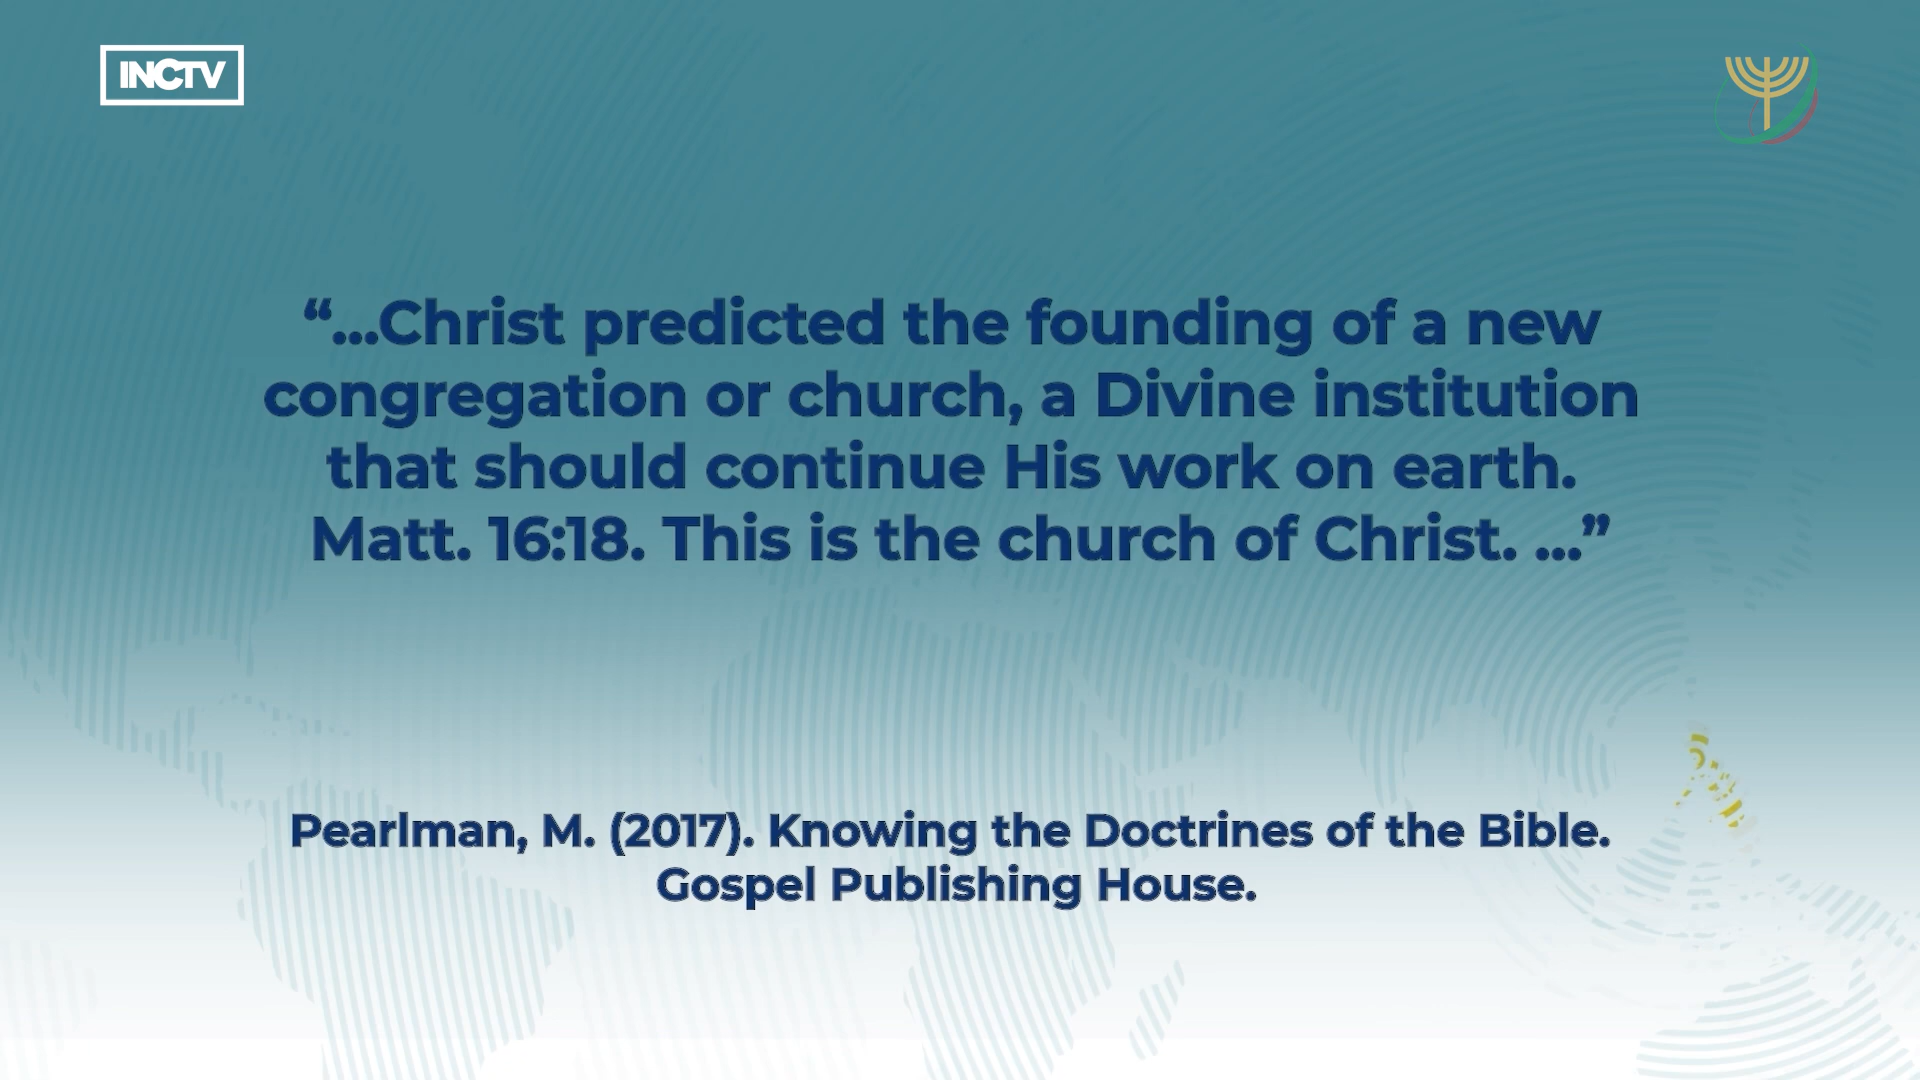 INCTV
“...Christ predicted the founding of a new
congregation or church, a Divine institution
that should continue His work on earth.
Matt. 16:18. This is the church of Christ. ...”
Pearlman, M. (2017). Knowing the Doctrines of the Bible.
Gospel Publishing House.